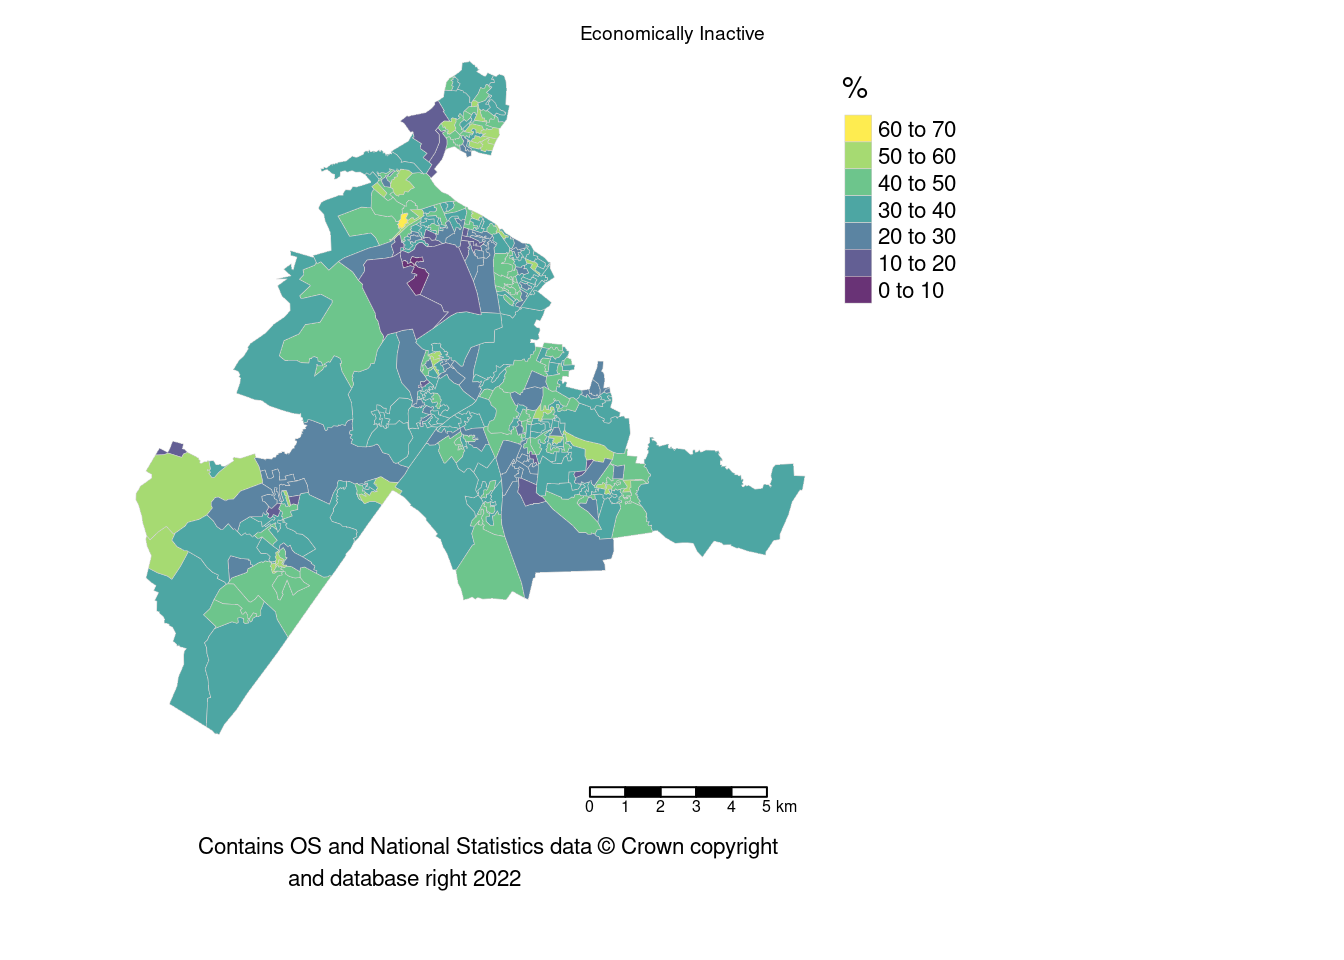 Economically Inactive
%
60 to 70
50 to 60
40 to 50
30 to 40
20 to 30
10 to 20
0 to 10
0 1 2 3 4 5 km
Contains OS and National Statistics data © Crown copyright
and database right 2022